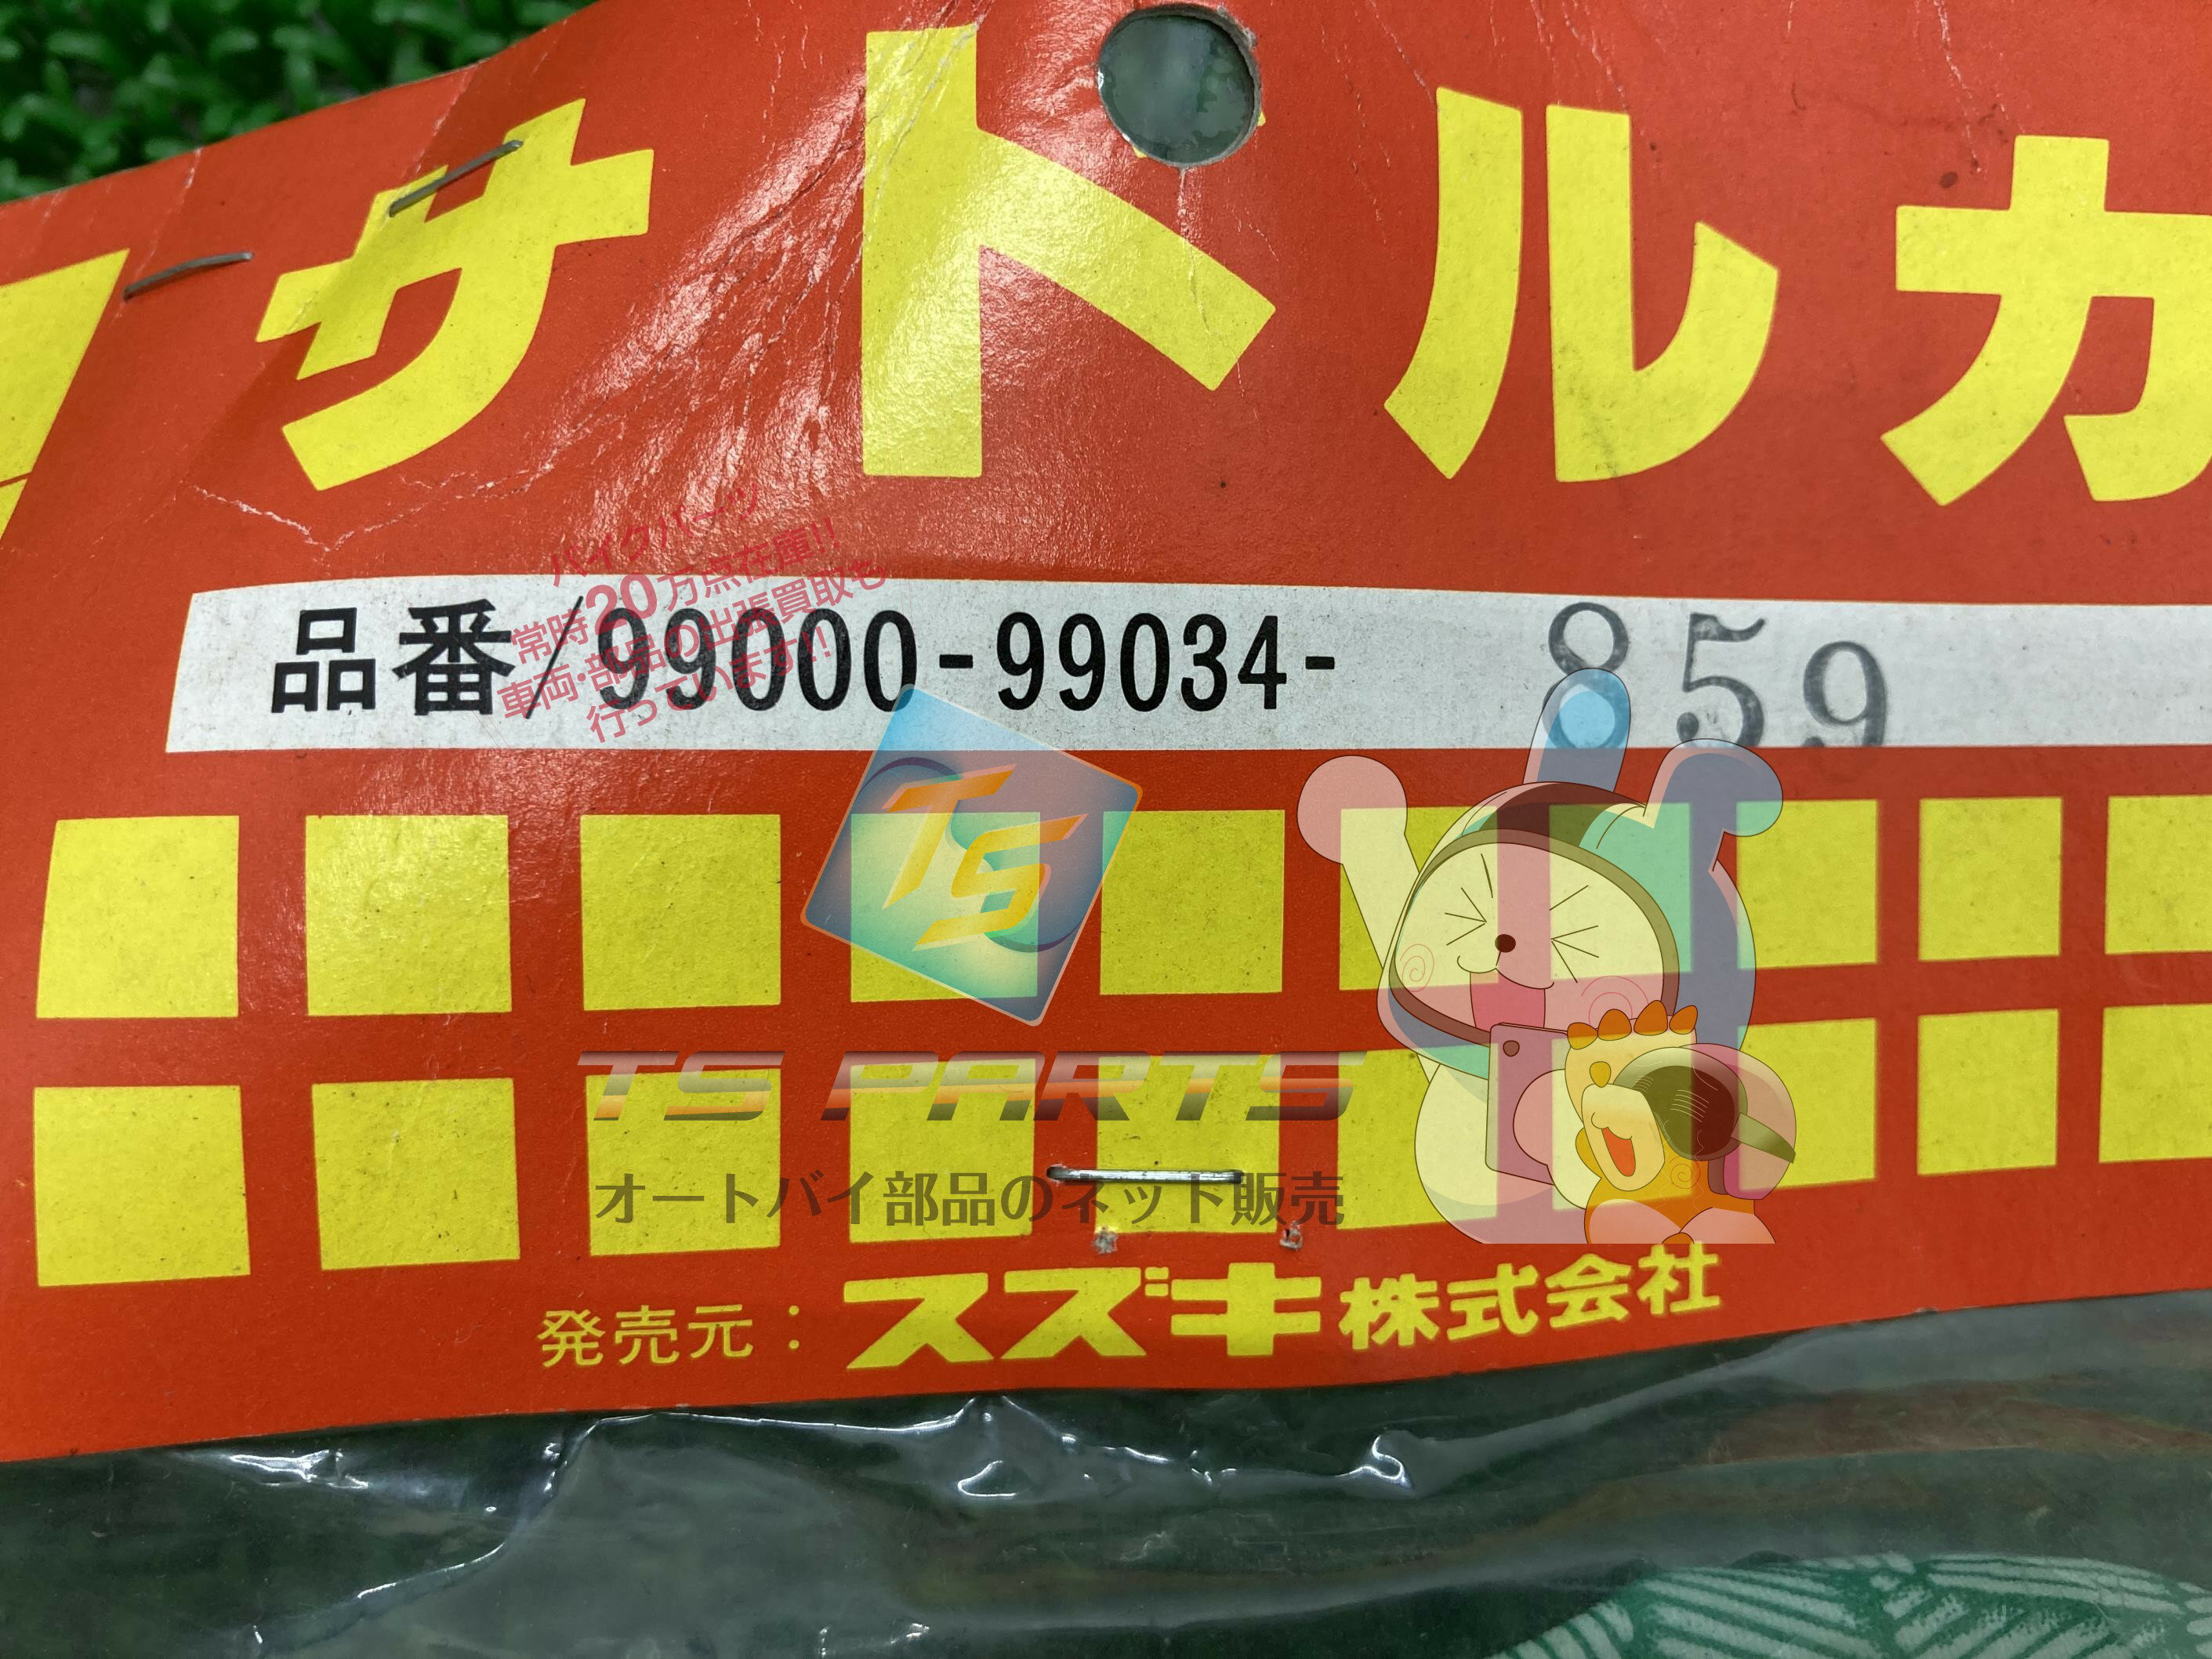 サドルカ
バイクパーツ
常時20万点在庫!!
車両・部品の出張買取も
行っています!!
品番/99000-99034- 859
TS
TS PARTS
オートバイ部品のネット販売
発売元：スズキ株式会社